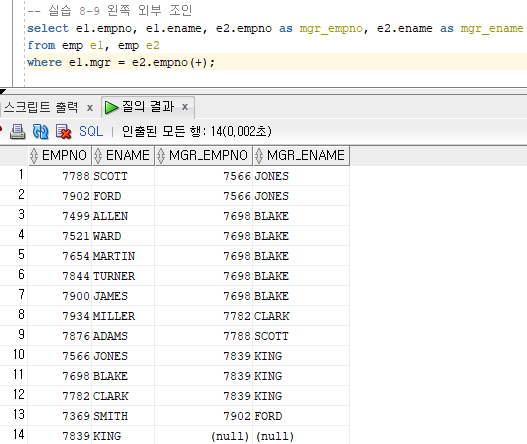 -- 실습 8-9 왼쪽 외부 조인
select e1.empno, e1.ename, e2.empno as mgr_empno, e2.ename as mgr_ename
from emp e1, emp e2
where e1.mgr = e2.empno(+);
스크립트 출력 x 질의 결과 x
SQL | 인출된 모든 행: 14(0,002초)
EMPNO ENAME MGR_EMPNO MGR_ENAME
1 7788 SCOTT 7566 JONES
2 7902 FORD 7566 JONES
3 7499 ALLEN 7698 BLAKE
4 7521 WARD 7698 BLAKE
5 7654 MARTIN 7698 BLAKE
6 7844 TURNER 7698 BLAKE
7 7900 JAMES 7698 BLAKE
8 7934 MILLER 7782 CLARK
9 7876 ADAMS 7788 SCOTT
10 7566 JONES 7839 KING
11 7698 BLAKE 7839 KING
12 7782 CLARK 7839 KING
13 7369 SMITH 7902 FORD
14 7839 KING (null) (null)